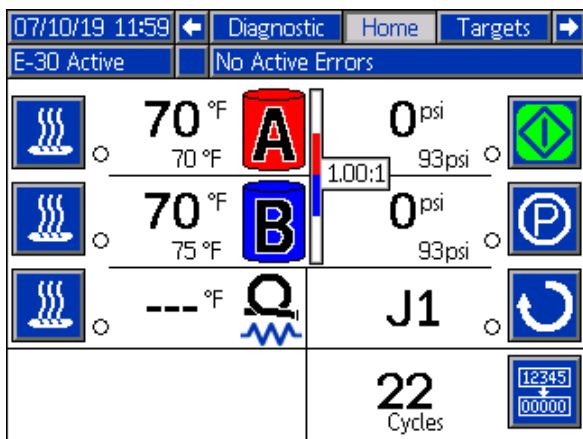 07/10/19 11:59 Diagnostic Home Targets
E-30 Active No Active Errors
70 °F A 0 psi
70 °F 93psi
1.00:1
70 °F B 0 psi
75 °F 93psi
P
--- °F J1
22
Cycles
12345
00000